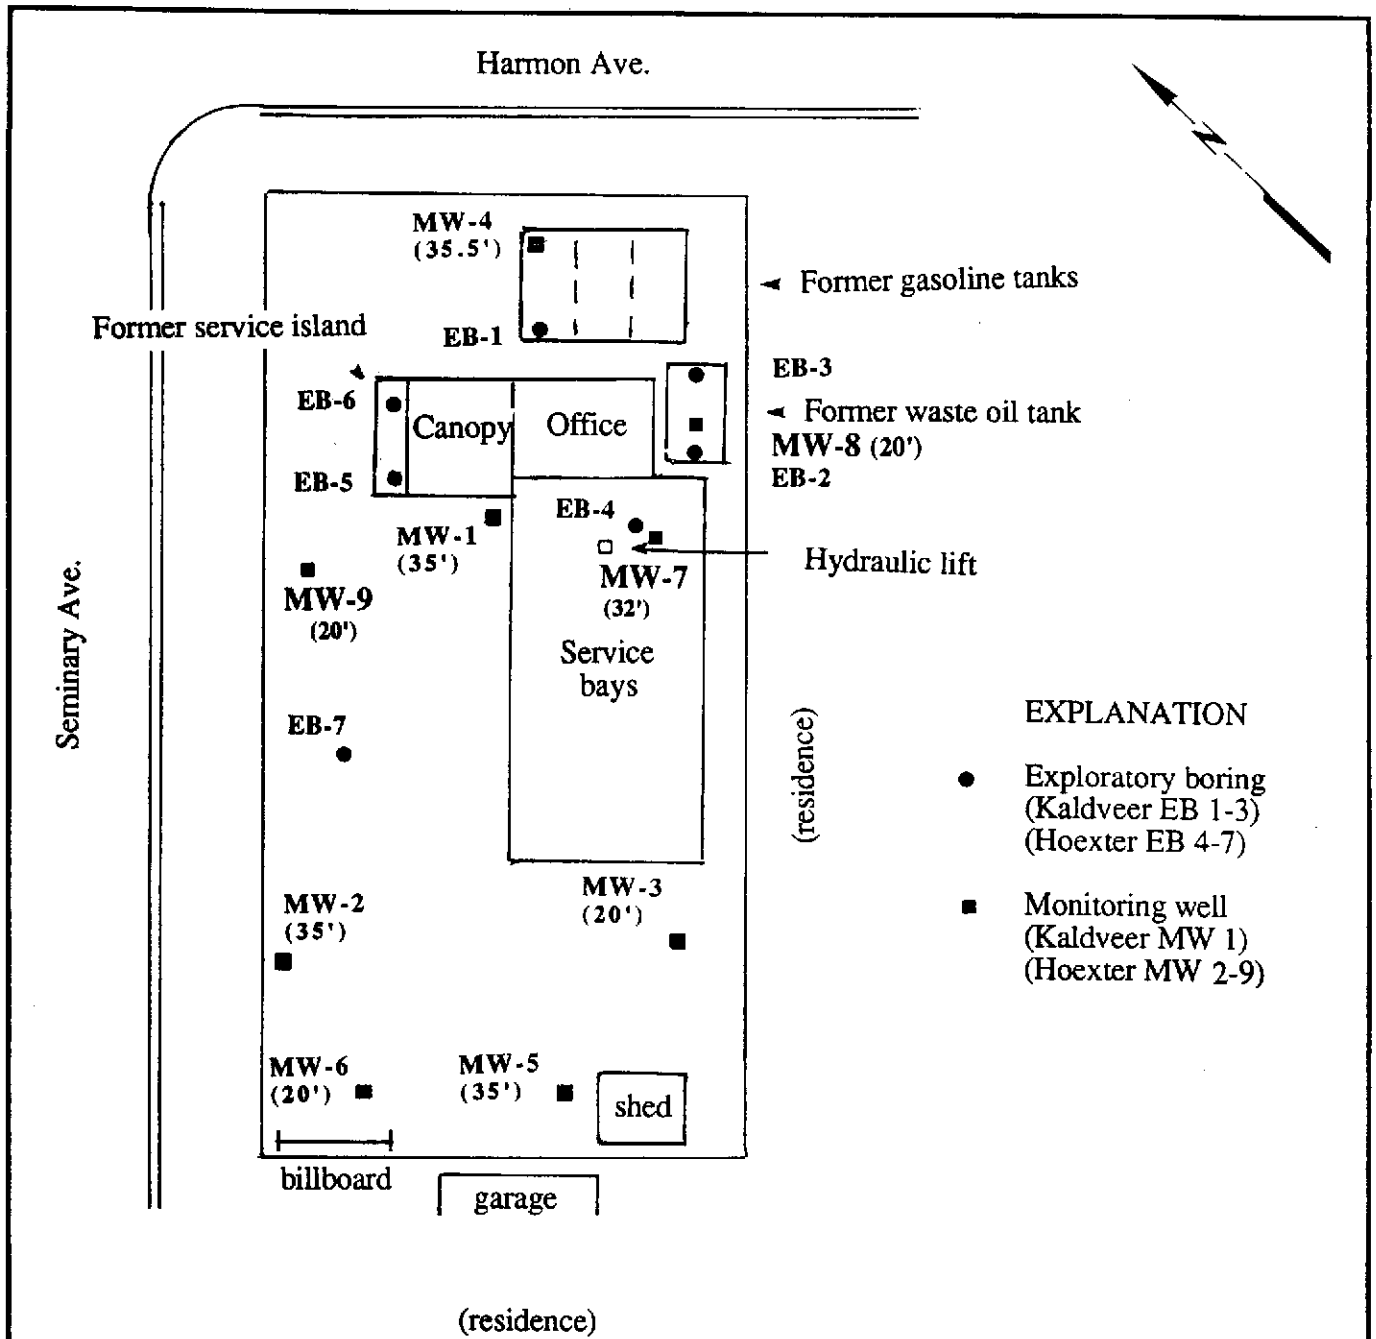 Harmon Ave.
N
MW-4
(35.5')
Former gasoline tanks
Former service island
EB-1
EB-3
EB-6
Canopy
Office
Former waste oil tank
MW-8 (20')
EB-5
EB-2
EB-4
MW-1
(35')
Hydraulic lift
MW-9
(20')
MW-7
(32')
Seminary Ave.
Service
bays
EB-7
(residence)
EXPLANATION
Exploratory boring
(Kaldveer EB 1-3)
(Hoexter EB 4-7)
MW-2
(35')
MW-3
(20')
Monitoring well
(Kaldveer MW 1)
(Hoexter MW 2-9)
MW-6
(20')
MW-5
(35')
shed
billboard
garage
(residence)